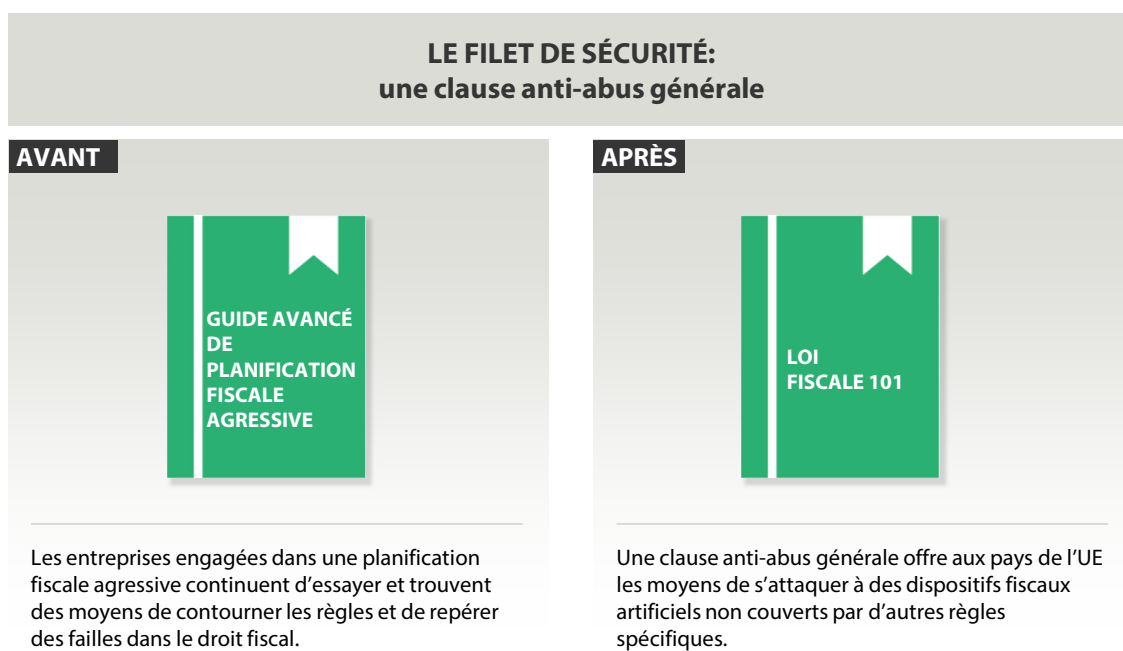 LE FILET DE SÉCURITÉ:
une clause anti-abus générale
AVANT
GUIDE AVANCÉ
DE
PLANIFICATION
FISCALE
AGRESSIVE
Les entreprises engagées dans une planification
fiscale agressive continuent d’essayer et trouvent
des moyens de contourner les règles et de repérer
des failles dans le droit fiscal.
APRÈS
LOI
FISCALE 101
Une clause anti-abus générale offre aux pays de l’UE
les moyens de s’attaquer à des dispositifs fiscaux
artificiels non couverts par d’autres règles
spécifiques.